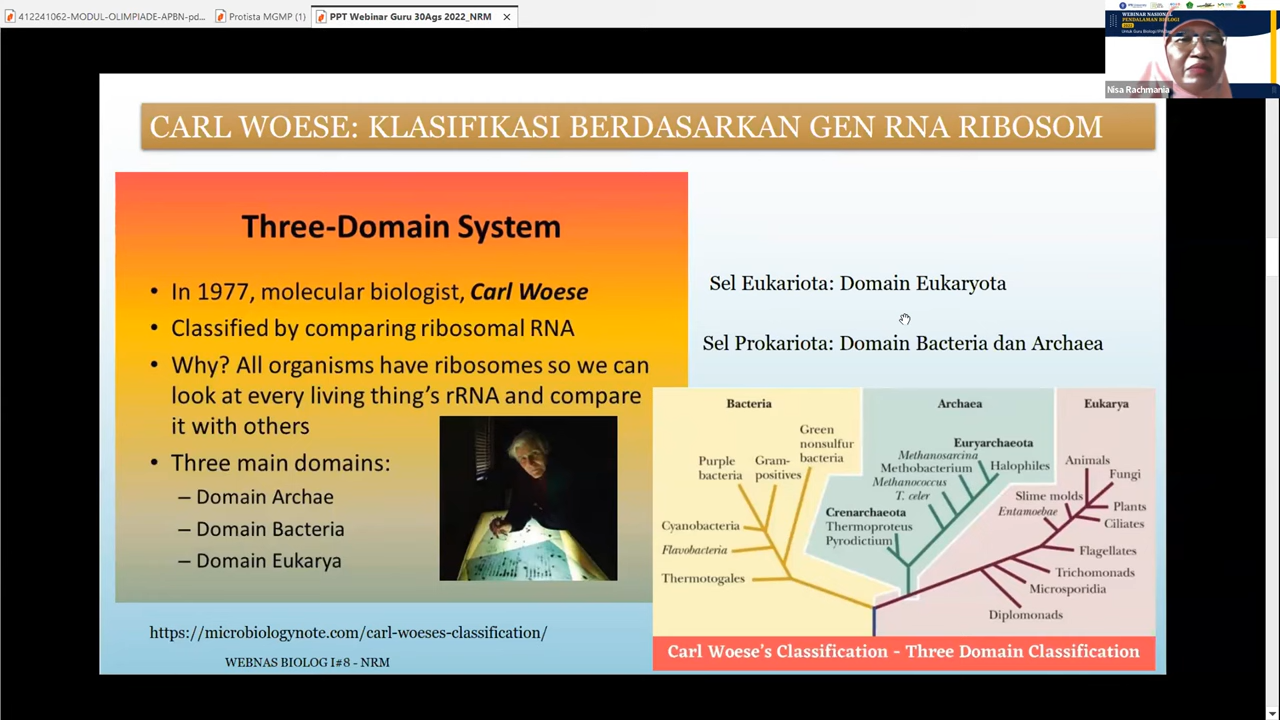 412241062-MODUL-OLIMPIADE-APBN-pd...
Protista MGMP (1)
PPT Webinar Guru 30Ags 2022_NRM
WEBINAR NASIONAL
PENDALAMAN BIOLOGI
2022
Nisa Rachmania
CARL WOESE: KLASIFIKASI BERDASARKAN GEN RNA RIBOSOM
Three-Domain System
• In 1977, molecular biologist, Carl Woese
• Classified by comparing ribosomal RNA
• Why? All organisms have ribosomes so we can
look at every living thing's rRNA and compare
it with others
• Three main domains:
– Domain Archae
– Domain Bacteria
– Domain Eukarya
Sel Eukariota: Domain Eukaryota
Sel Prokariota: Domain Bacteria dan Archaea
Bacteria
Green
nonsulfur
bacteria
Purple
bacteria
Gram-
positives
Cyanobacteria
Flavobacteria
Thermotogales
Archaea
Euryarchaeota
Methanosarcina
Methobacterium
Halophiles
Methanococcus
T. celer
Crenarchaeota
Thermoproteus
Pyrodictium
Eukarya
Animals
Fungi
Slime molds
Entamoebae
Plants
Ciliates
Flagellates
Trichomonads
Microsporidia
Diplomonads
Carl Woese's Classification - Three Domain Classification
https://microbiologynote.com/carl-woeses-classification/
WEBNAS BIOLOG I#8 - NRM